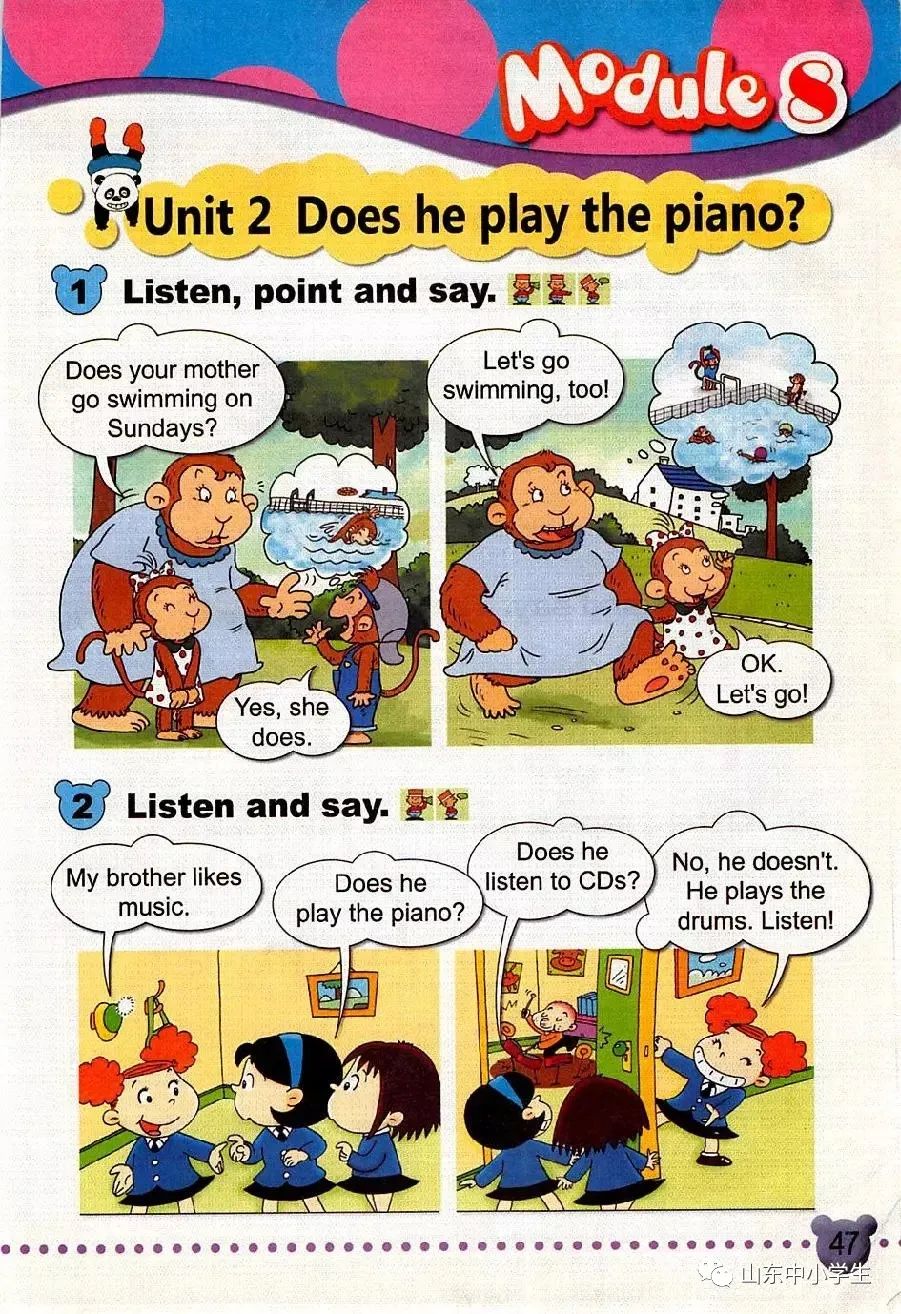 Module 8
Unit 2 Does he play the piano?
1 Listen, point and say.
Does your mother
go swimming on
Sundays?
Yes, she
does.
Let's go
swimming, too!
OK.
Let's go!
2 Listen and say.
My brother likes
music.
Does he
play the piano?
Does he
listen to CDs?
No, he doesn't.
He plays the
drums. Listen!
47
山东中小学生